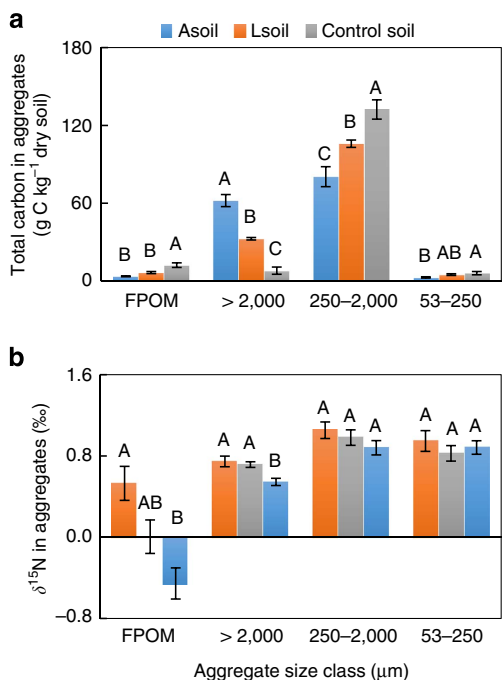 a
Asoil Lsoil Control soil
Total carbon in aggregates
(g C kg⁻¹ dry soil)
180
120
60
0
B B A
A B C
C B A
B AB A
FPOM > 2,000 250–2,000 53–250
b
δ¹⁵N in aggregates (‰)
1.6
0.8
0.0
–0.8
A AB B
A A B
A A A
A A A
FPOM > 2,000 250–2,000 53–250
Aggregate size class (μm)